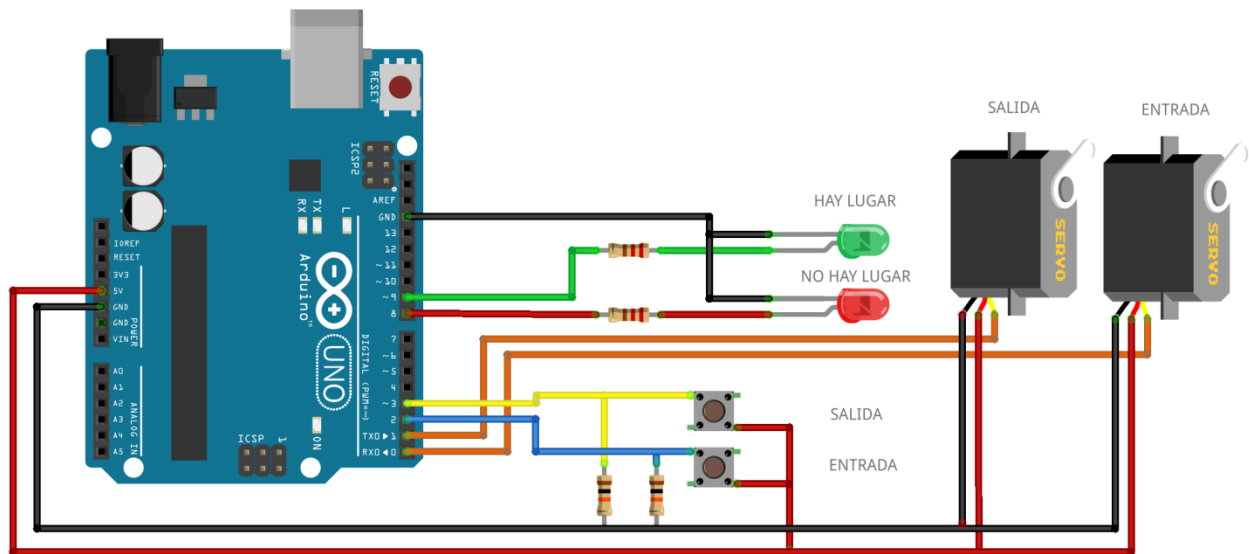 RESET
ICSP2
IOREF
RESET
3V3
5V
GND
GND
VIN
POWER
A0
A1
A2
A3
A4
A5
ANALOG IN
RX
TX
L
Arduino™
UNO
ON
ICSP
1
AREF
GND
13
12
~11
~10
~9
8
7
~6
~5
4
~3
2
TX0▶1
RX0◀0
DIGITAL (PWM=~)
HAY LUGAR
NO HAY LUGAR
SALIDA
ENTRADA
SERVO
SERVO
SALIDA
ENTRADA